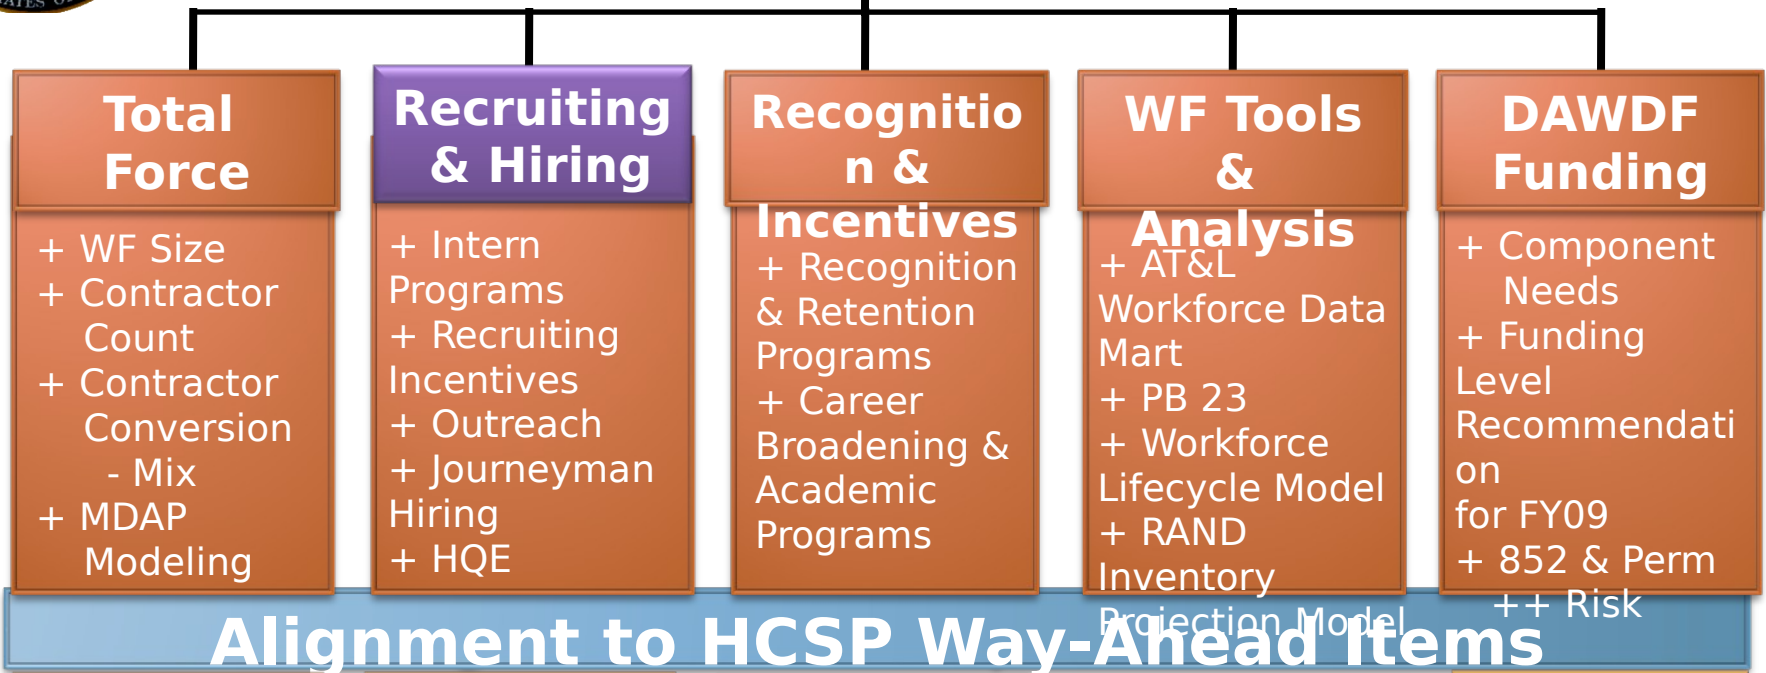 Total
Force
+ WF Size
+ Contractor
Count
+ Contractor
Conversion
- Mix
+ MDAP
Modeling
Recruiting
& Hiring
+ Intern
Programs
+ Recruiting
Incentives
+ Outreach
+ Journeyman
Hiring
+ HQE
Recognitio
n &
Incentives
+ Recognition
& Retention
Programs
+ Career
Broadening &
Academic
Programs
WF Tools
&
Analysis
+ AT&L
Workforce Data
Mart
+ PB 23
+ Workforce
Lifecycle Model
+ RAND
Inventory
Projection Model
DAWDF
Funding
+ Component
Needs
+ Funding
Level
Recommendati
on
for FY09
+ 852 & Perm
++ Risk
Alignment to HCSP Way-Ahead Items